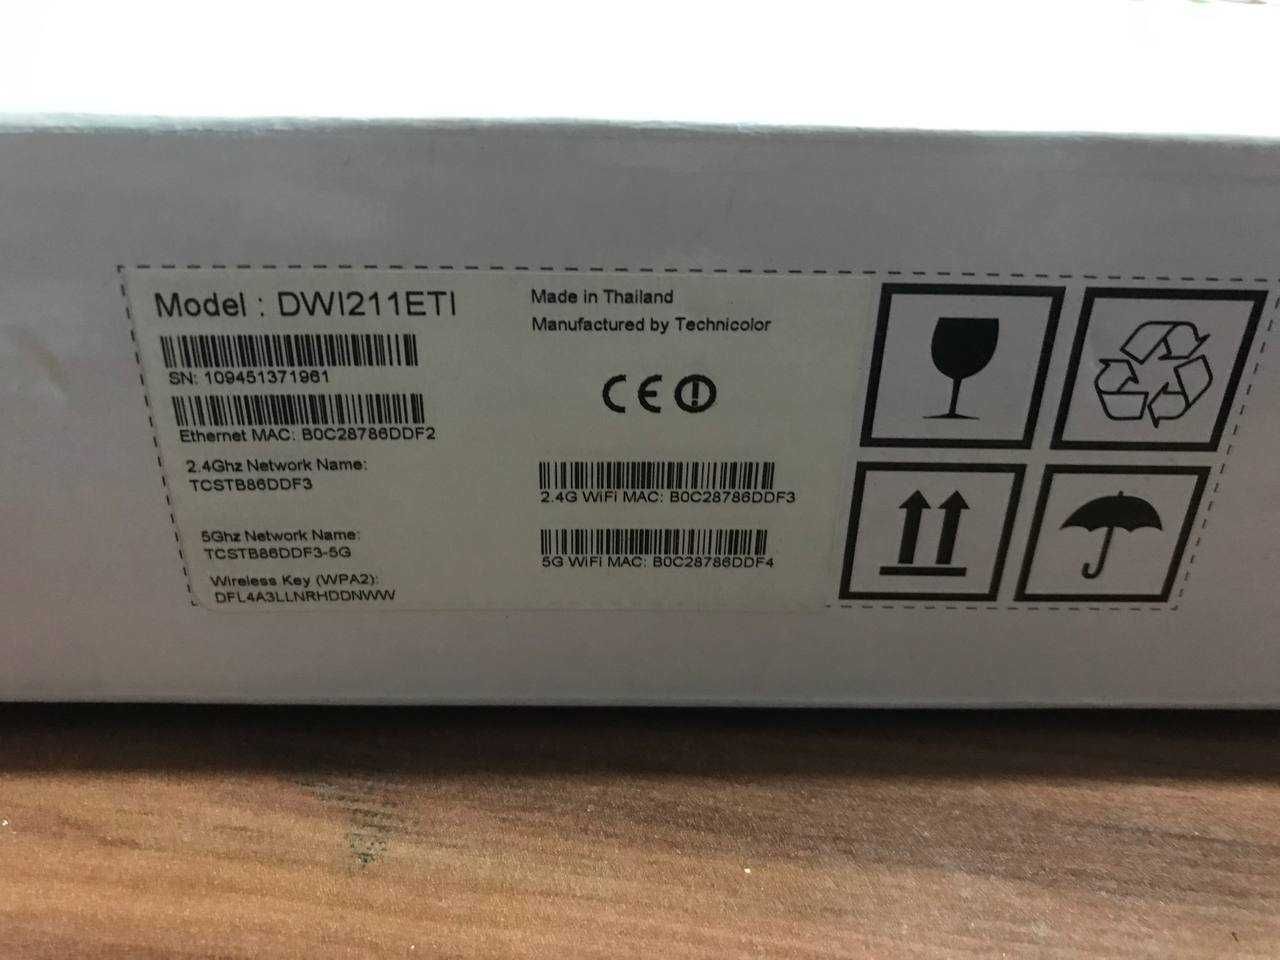 Model : DWI211ETI
SN: 109451371961
Ethernet MAC: B0C28786DDF2
2.4Ghz Network Name:
TCSTB86DDF3
5Ghz Network Name:
TCSTB86DDF3-5G
Wireless Key (WPA2):
DFL4A3LLNRHDDNWW
Made in Thailand
Manufactured by Technicolor
CE
2.4G WiFi MAC: B0C28786DDF3
5G WiFi MAC: B0C28786DDF4